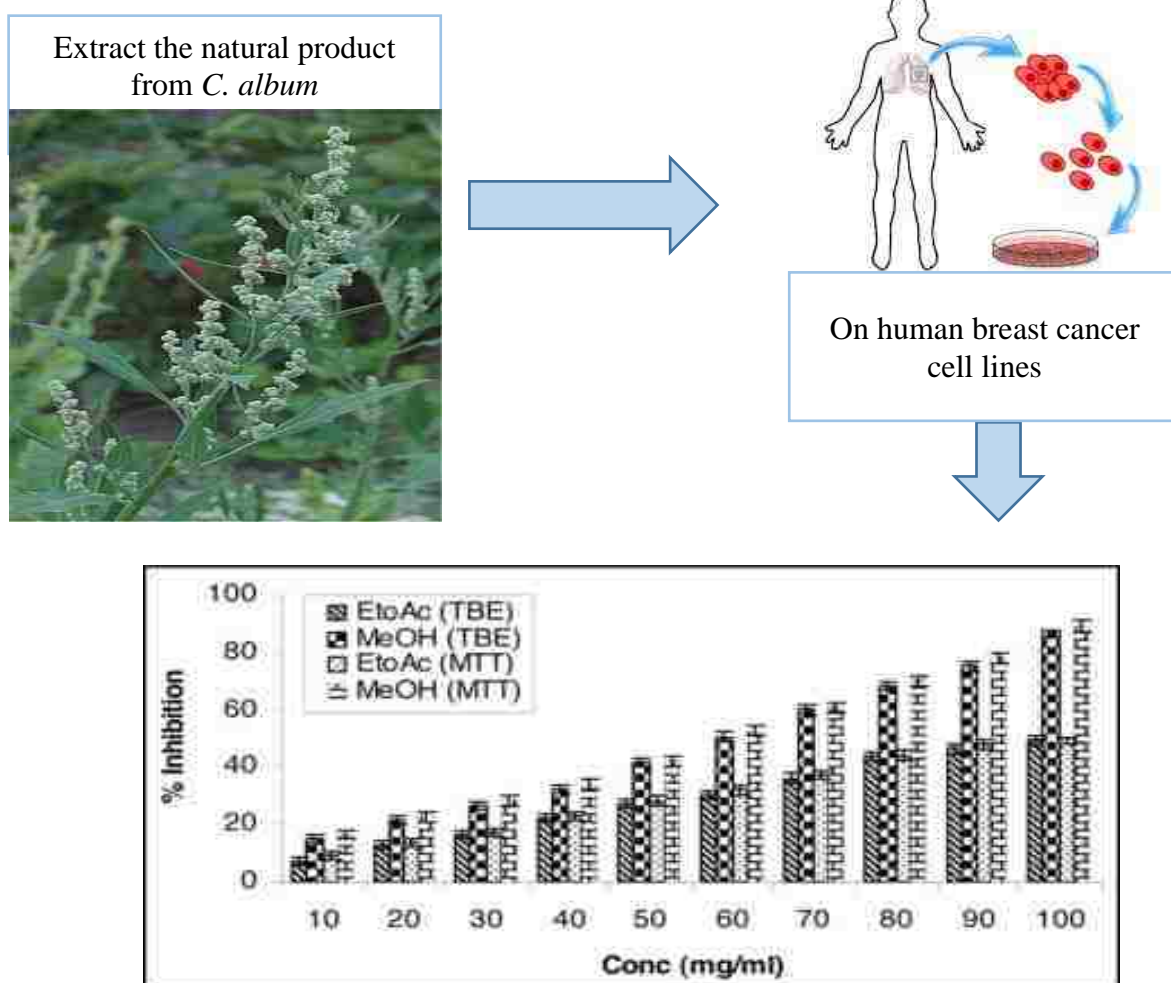 Extract the natural product
from C. album
On human breast cancer
cell lines
100
80
60
40
20
0
% Inhibition
EtoAc (TBE)
MeOH (TBE)
EtoAc (MTT)
MeOH (MTT)
10 20 30 40 50 60 70 80 90 100
Conc (mg/ml)